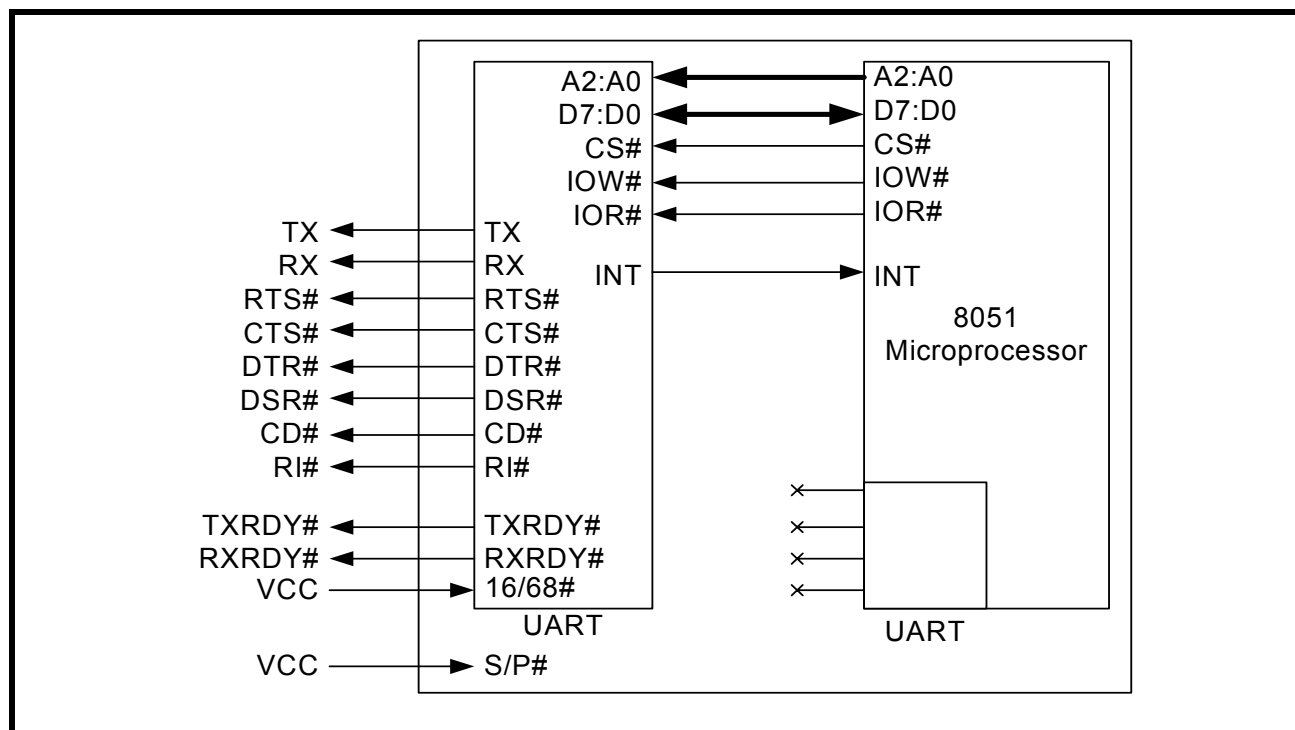 A2:A0
D7:D0
CS#
IOW#
IOR#
INT
A2:A0
D7:D0
CS#
IOW#
IOR#
INT
8051
Microprocessor
TX TX
RX RX
RTS# RTS#
CTS# CTS#
DTR# DTR#
DSR# DSR#
CD# CD#
RI# RI#
TXRDY# TXRDY#
RXRDY# RXRDY#
VCC 16/68#
UART
UART
VCC S/P#